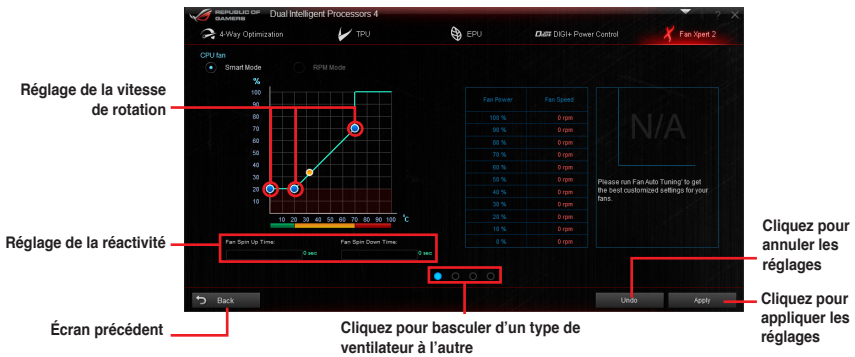 REPUBLIC OF
GAMERS
Dual Intelligent Processors 4
?
4-Way Optimization
TPU
EPU
DIGI+ DIGI+ Power Control
Fan Xpert 2
CPU fan
Smart Mode
RPM Mode
Réglage de la vitesse
de rotation
%
100
90
80
70
60
50
40
30
20
10
10 20 30 40 50 60 70 80 90 100 °C
Fan Power Fan Speed
100 % 0 rpm
90 % 0 rpm
80 % 0 rpm
70 % 0 rpm
60 % 0 rpm
50 % 0 rpm
40 % 0 rpm
30 % 0 rpm
20 % 0 rpm
10 % 0 rpm
0 % 0 rpm
N/A
Please run Fan Auto Tuning' to get
the best customized settings for your
fans.
Réglage de la réactivité
Fan Spin Up Time:
0 sec
Fan Spin Down Time:
0 sec
Back
Undo
Apply
Écran précédent
Cliquez pour basculer d'un type de
ventilateur à l'autre
Cliquez pour
annuler les
réglages
Cliquez pour
appliquer les
réglages